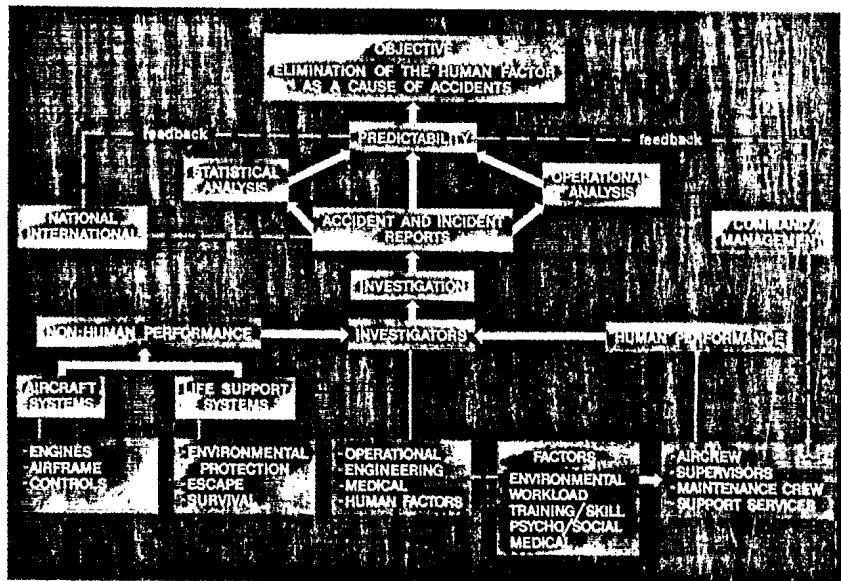 OBJECTIVE
ELIMINATION OF THE HUMAN FACTOR
AS A CAUSE OF ACCIDENTS
feedback
PREDICTABILITY
feedback
STATISTICAL
ANALYSIS
OPERATIONAL
ANALYSIS
NATIONAL
INTERNATIONAL
ACCIDENT AND INCIDENT
REPORTS
COMMAND/
MANAGEMENT
INVESTIGATION
NON-HUMAN PERFORMANCE
INVESTIGATORS
HUMAN PERFORMANCE
AIRCRAFT
SYSTEMS
LIFE SUPPORT
SYSTEMS
-ENGINES
AIRFRAME
CONTROLS
-ENVIRONMENTAL
PROTECTION
-ESCAPE
SURVIVAL
-OPERATIONAL
ENGINEERING
-MEDICAL
-HUMAN FACTORS
FACTORS
ENVIRONMENTAL
WORKLOAD
TRAINING/SKILL
PSYCHO/SOCIAL
MEDICAL
-AIRCREW
SUPERVISORS
-MAINTENANCE CREW
SUPPORT SERVICES